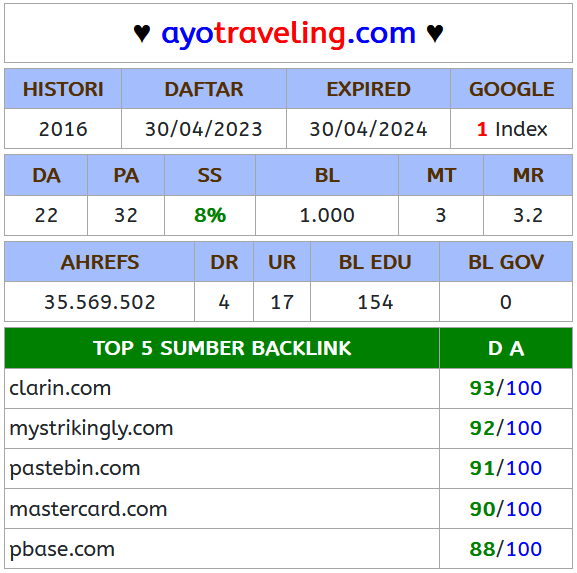 ♥ ayotraveling.com ♥
HISTORI DAFTAR EXPIRED GOOGLE
2016 30/04/2023 30/04/2024 1 Index
DA PA SS BL MT MR
22 32 8% 1.000 3 3.2
AHREFS DR UR BL EDU BL GOV
35.569.502 4 17 154 0
TOP 5 SUMBER BACKLINK D A
clarin.com 93/100
mystrikingly.com 92/100
pastebin.com 91/100
mastercard.com 90/100
pbase.com 88/100